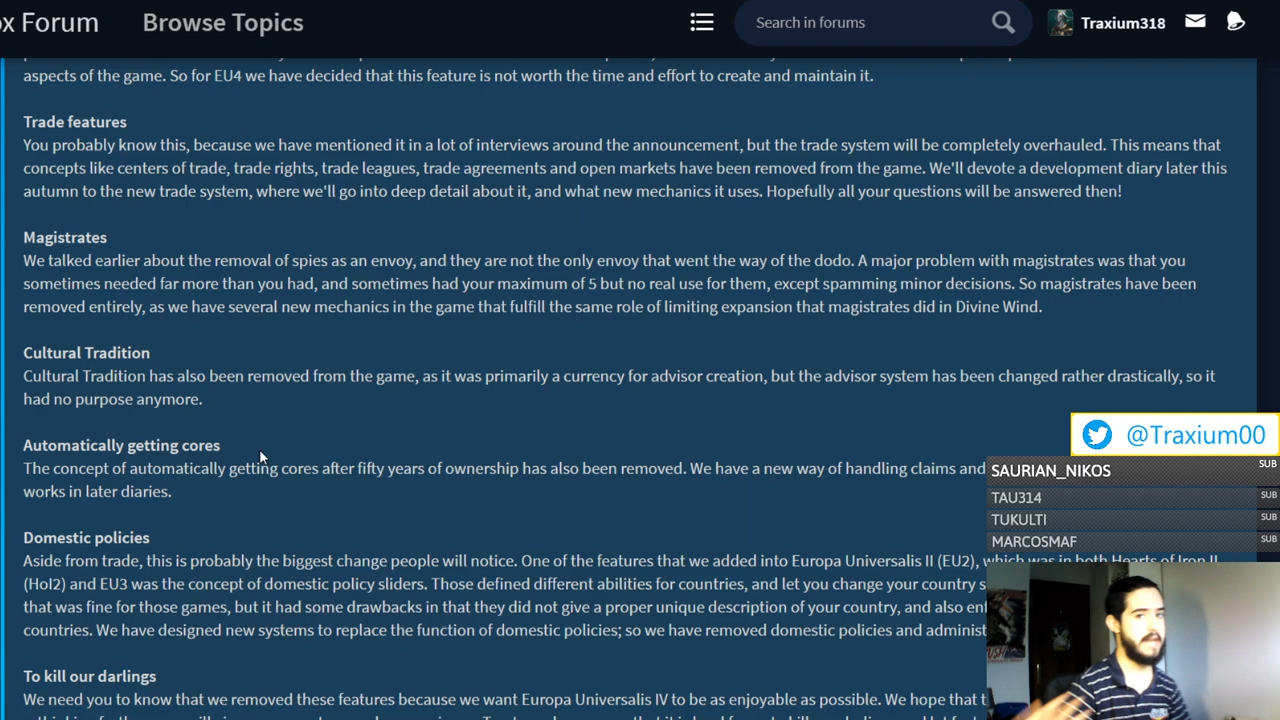 ox Forum
Browse Topics
Search in forums
Traxium318
aspects of the game. So for EU4 we have decided that this feature is not worth the time and effort to create and maintain it.
Trade features
You probably know this, because we have mentioned it in a lot of interviews around the announcement, but the trade system will be completely overhauled. This means that
concepts like centers of trade, trade rights, trade leagues, trade agreements and open markets have been removed from the game. We'll devote a development diary later this
autumn to the new trade system, where we'll go into deep detail about it, and what new mechanics it uses. Hopefully all your questions will be answered then!
Magistrates
We talked earlier about the removal of spies as an envoy, and they are not the only envoy that went the way of the dodo. A major problem with magistrates was that you
sometimes needed far more than you had, and sometimes had your maximum of 5 but no real use for them, except spamming minor decisions. So magistrates have been
removed entirely, as we have several new mechanics in the game that fulfill the same role of limiting expansion that magistrates did in Divine Wind.
Cultural Tradition
Cultural Tradition has also been removed from the game, as it was primarily a currency for advisor creation, but the advisor system has been changed rather drastically, so it
had no purpose anymore.
Automatically getting cores
The concept of automatically getting cores after fifty years of ownership has also been removed. We have a new way of handling claims and
works in later diaries.
Domestic policies
Aside from trade, this is probably the biggest change people will notice. One of the features that we added into Europa Universalis II (EU2), which was in both Hearts of Iron II
(HoI2) and EU3 was the concept of domestic policy sliders. Those defined different abilities for countries, and let you change your country s
that was fine for those games, but it had some drawbacks in that they did not give a proper unique description of your country, and also en
countries. We have designed new systems to replace the function of domestic policies; so we have removed domestic policies and administ
To kill our darlings
We need you to know that we removed these features because we want Europa Universalis IV to be as enjoyable as possible. We hope that t
@Traxium00
SAURIAN_NIKOS SUB
TAU314 SUB
TUKULTI SUB
MARCOSMAF SUB